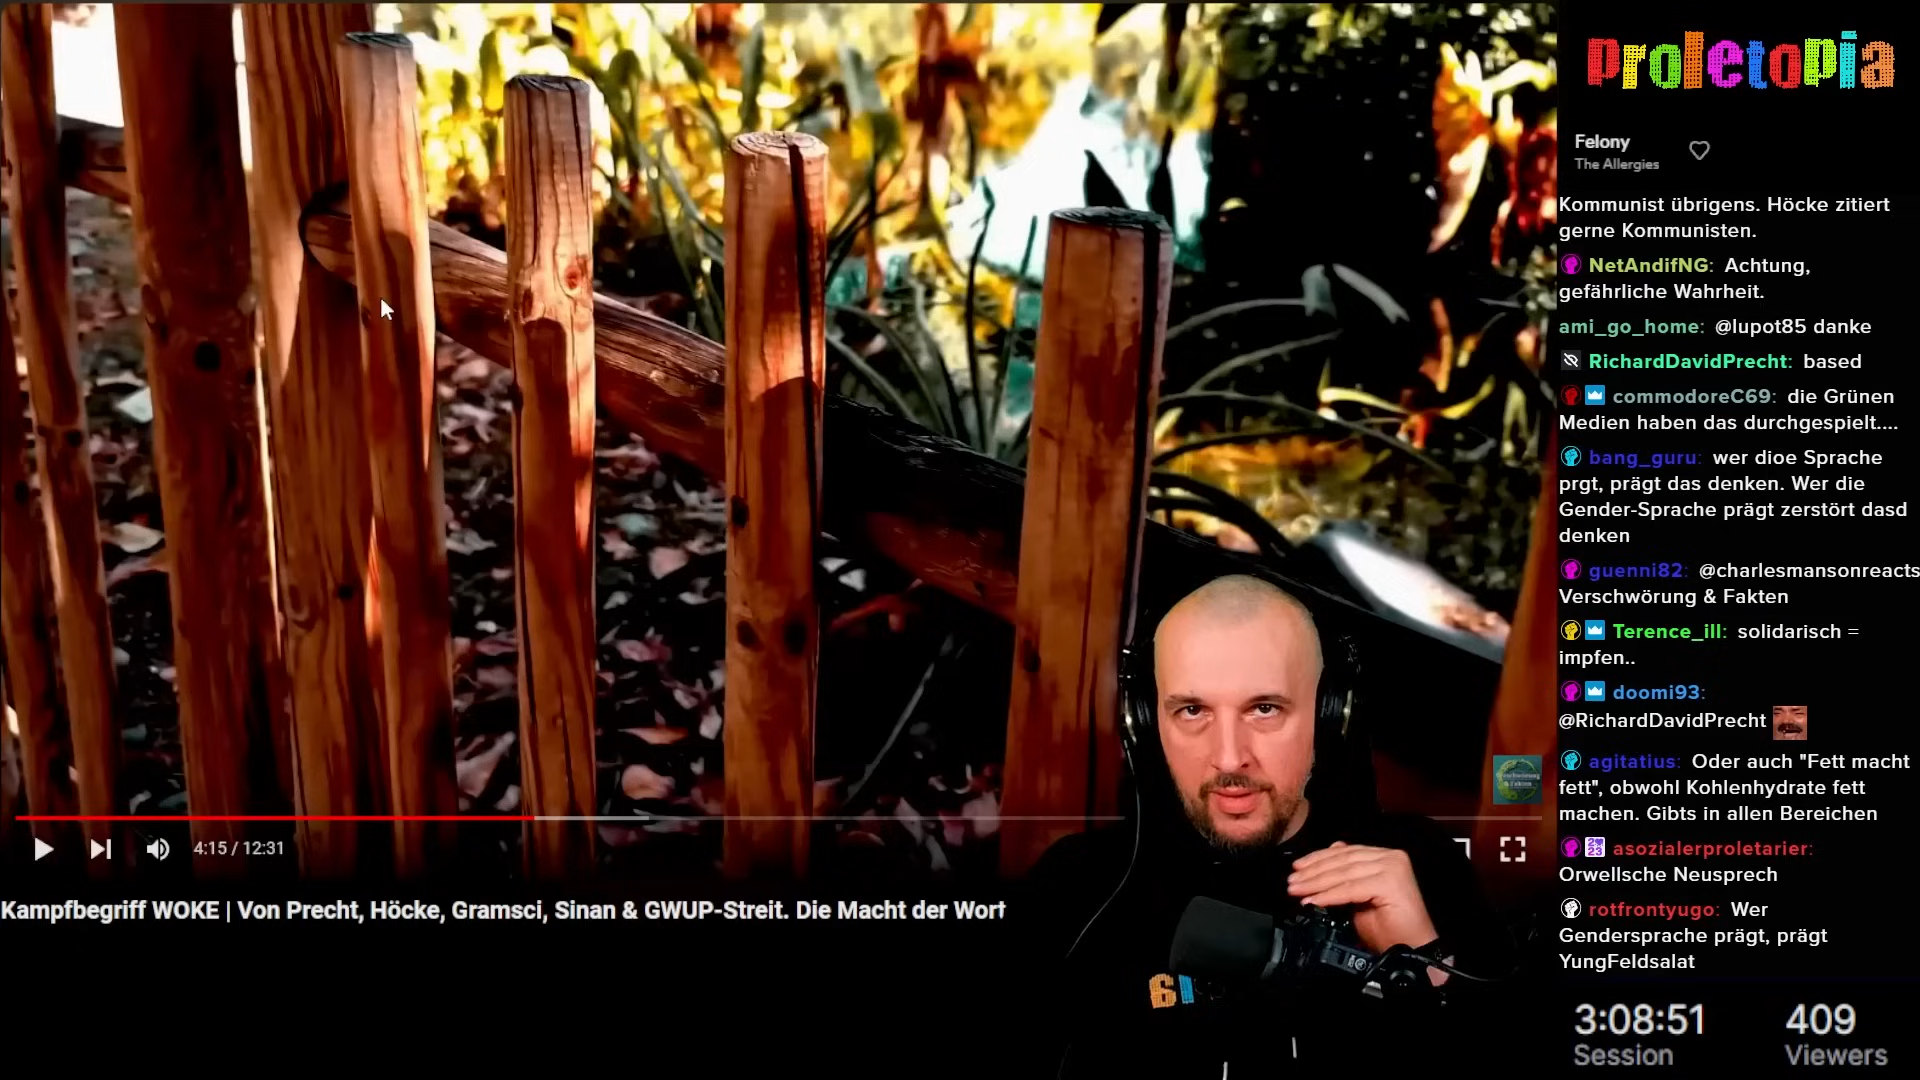 Proletopia
Felony
The Allergies
Kommunist übrigens. Höcke zitiert
gerne Kommunisten.
NetAndifNG: Achtung,
gefährliche Wahrheit.
ami_go_home: @lupot85 danke
RichardDavidPrecht: based
commodoreC69: die Grünen
Medien haben das durchgespielt....
bang_guru: wer dioe Sprache
prgt, prägt das denken. Wer die
Gender-Sprache prägt zerstört dasd
denken
guenni82: @charlesmansonreacts
Verschwörung & Fakten
Terence_ill: solidarisch =
impfen..
doomi93:
@RichardDavidPrecht
agitatius: Oder auch "Fett macht
fett", obwohl Kohlenhydrate fett
machen. Gibts in allen Bereichen
asozialerproletarier:
Orwellsche Neusprech
rotfrontyugo: Wer
Gendersprache prägt, prägt
YungFeldsalat
3:08:51
Session
409
Viewers
Verschwörung
& Fakten
4:15 / 12:31
Kampfbegriff WOKE | Von Precht, Höcke, Gramsci, Sinan & GWUP-Streit. Die Macht der Wort